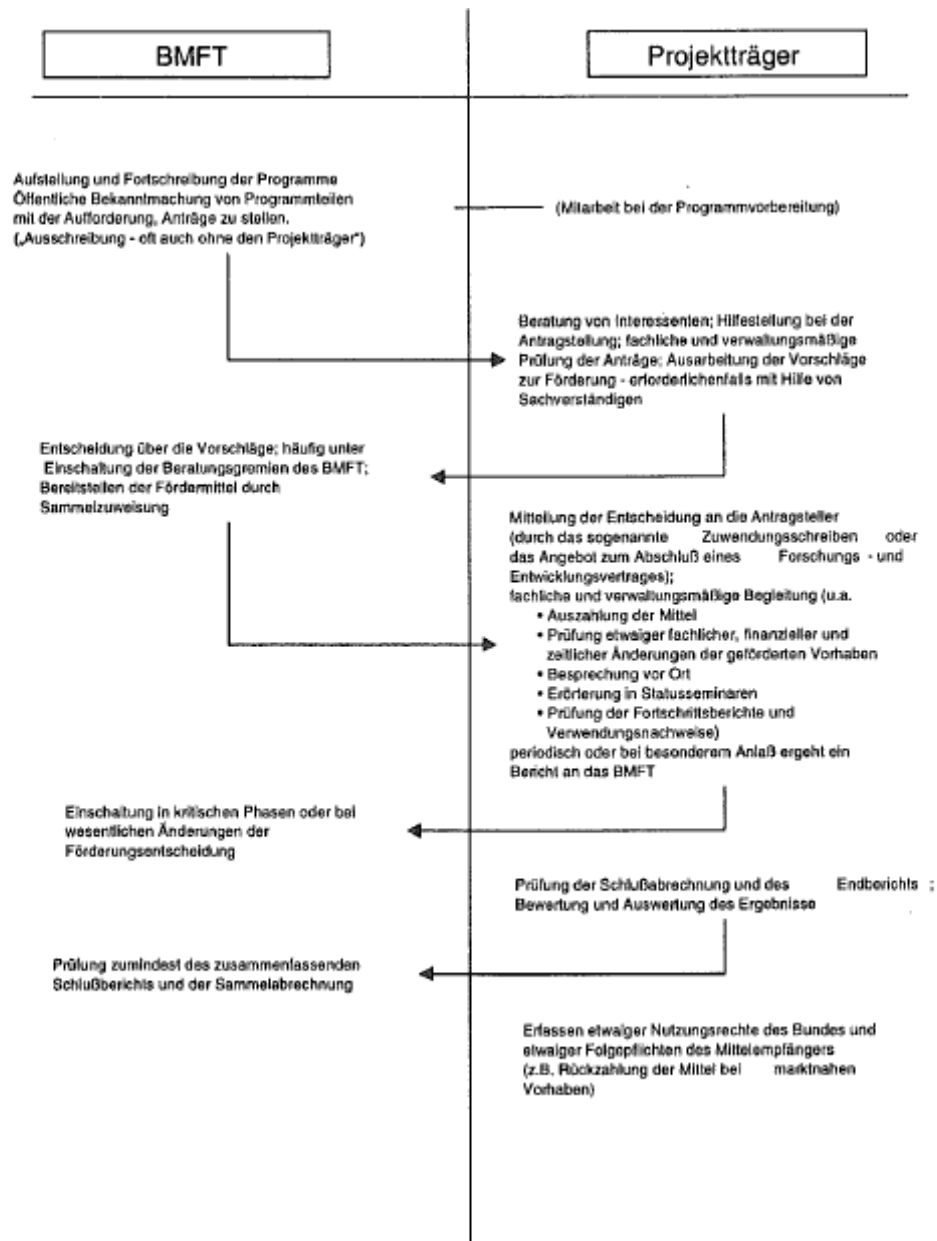 BMFT
Projektträger
Aufstellung und Fortschreibung der Programme
Öffentliche Bekanntmachung von Programmteilen
mit der Aufforderung, Anträge zu stellen.
(„Ausschreibung - oft auch ohne den Projektträger")
(Mitarbeit bei der Programmvorbereitung)
Beratung von Interessenten; Hilfestellung bei der
Antragstellung; fachliche und verwaltungsmäßige
Prüfung der Anträge; Ausarbeitung der Vorschläge
zur Förderung - erforderlichenfalls mit Hilfe von
Sachverständigen
Entscheidung über die Vorschläge; häufig unter
Einschaltung der Beratungsgremien des BMFT;
Bereitstellen der Fördermittel durch
Sammelzuweisung
Mitteilung der Entscheidung an die Antragsteller
(durch das sogenannte Zuwendungsschreiben oder
das Angebot zum Abschluß eines Forschungs - und
Entwicklungsvertrages);
fachliche und verwaltungsmäßige Begleitung (u.a.
• Auszahlung der Mittel
• Prüfung etwaiger fachlicher, finanzieller und
zeitlicher Änderungen der geförderten Vorhaben
• Besprechung vor Ort
• Erörterung in Statusseminaren
• Prüfung der Fortschrittsberichte und
Verwendungsnachweise)
periodisch oder bei besonderem Anlaß ergeht ein
Bericht an das BMFT
Einschaltung in kritischen Phasen oder bei
wesentlichen Änderungen der
Förderungsentscheidung
Prüfung der Schlußabrechnung und des Endberichts ;
Bewertung und Auswertung des Ergebnisse
Prüfung zumindest des zusammenfassenden
Schlußberichts und der Sammelabrechnung
Erfassen etwaiger Nutzungsrechte des Bundes und
etwaiger Folgepflichten des Mittelempfängers
(z.B. Rückzahlung der Mittel bei marktnahen
Vorhaben)